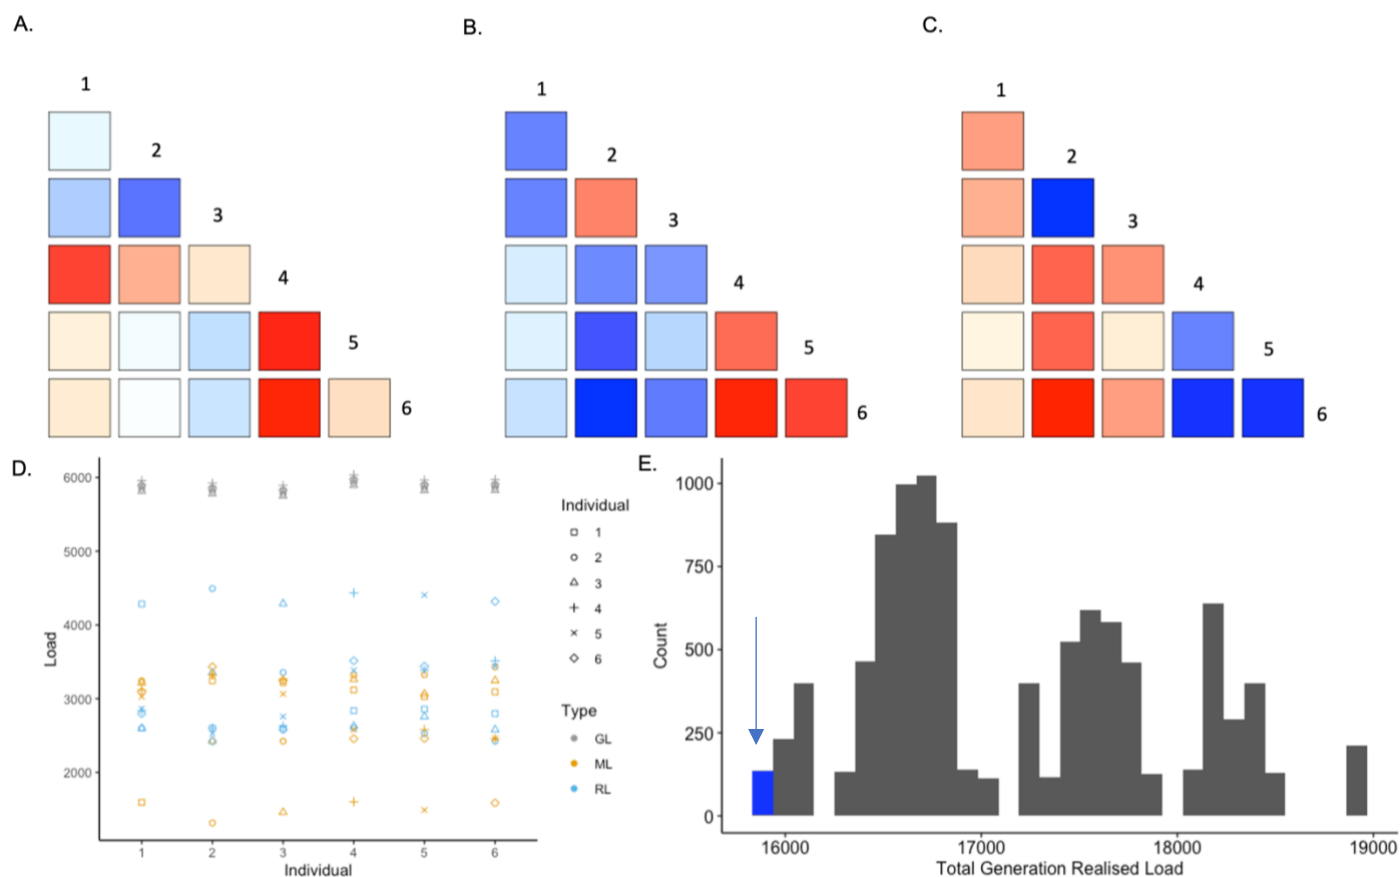 A.
B.
C.
1
2
3
4
5
6
1
2
3
4
5
6
1
2
3
4
5
6
D.
6000
5000
4000
3000
2000
Load
1 2 3 4 5 6
Individual
Individual
1
2
3
4
5
6
Type
GL
ML
RL
E.
1000
750
500
250
0
Count
16000 17000 18000 19000
Total Generation Realised Load